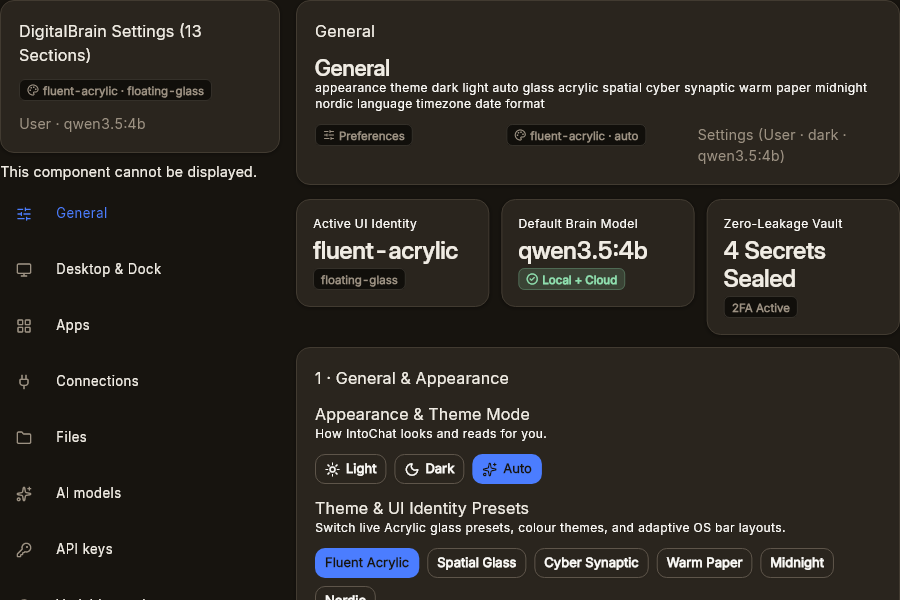 DigitalBrain Settings (13
Sections)
fluent-acrylic · floating-glass
User · qwen3.5:4b
This component cannot be displayed.
General
Desktop & Dock
Apps
Connections
Files
AI models
API keys
General
General
appearance theme dark light auto glass acrylic spatial cyber synaptic warm paper midnight
nordic language timezone date format
Preferences
fluent-acrylic · auto
Settings (User · dark ·
qwen3.5:4b)
Active UI Identity
fluent-acrylic
floating-glass
Default Brain Model
qwen3.5:4b
Local + Cloud
Zero-Leakage Vault
4 Secrets
Sealed
2FA Active
1 · General & Appearance
Appearance & Theme Mode
How IntoChat looks and reads for you.
Light
Dark
Auto
Theme & UI Identity Presets
Switch live Acrylic glass presets, colour themes, and adaptive OS bar layouts.
Fluent Acrylic
Spatial Glass
Cyber Synaptic
Warm Paper
Midnight
Nordic